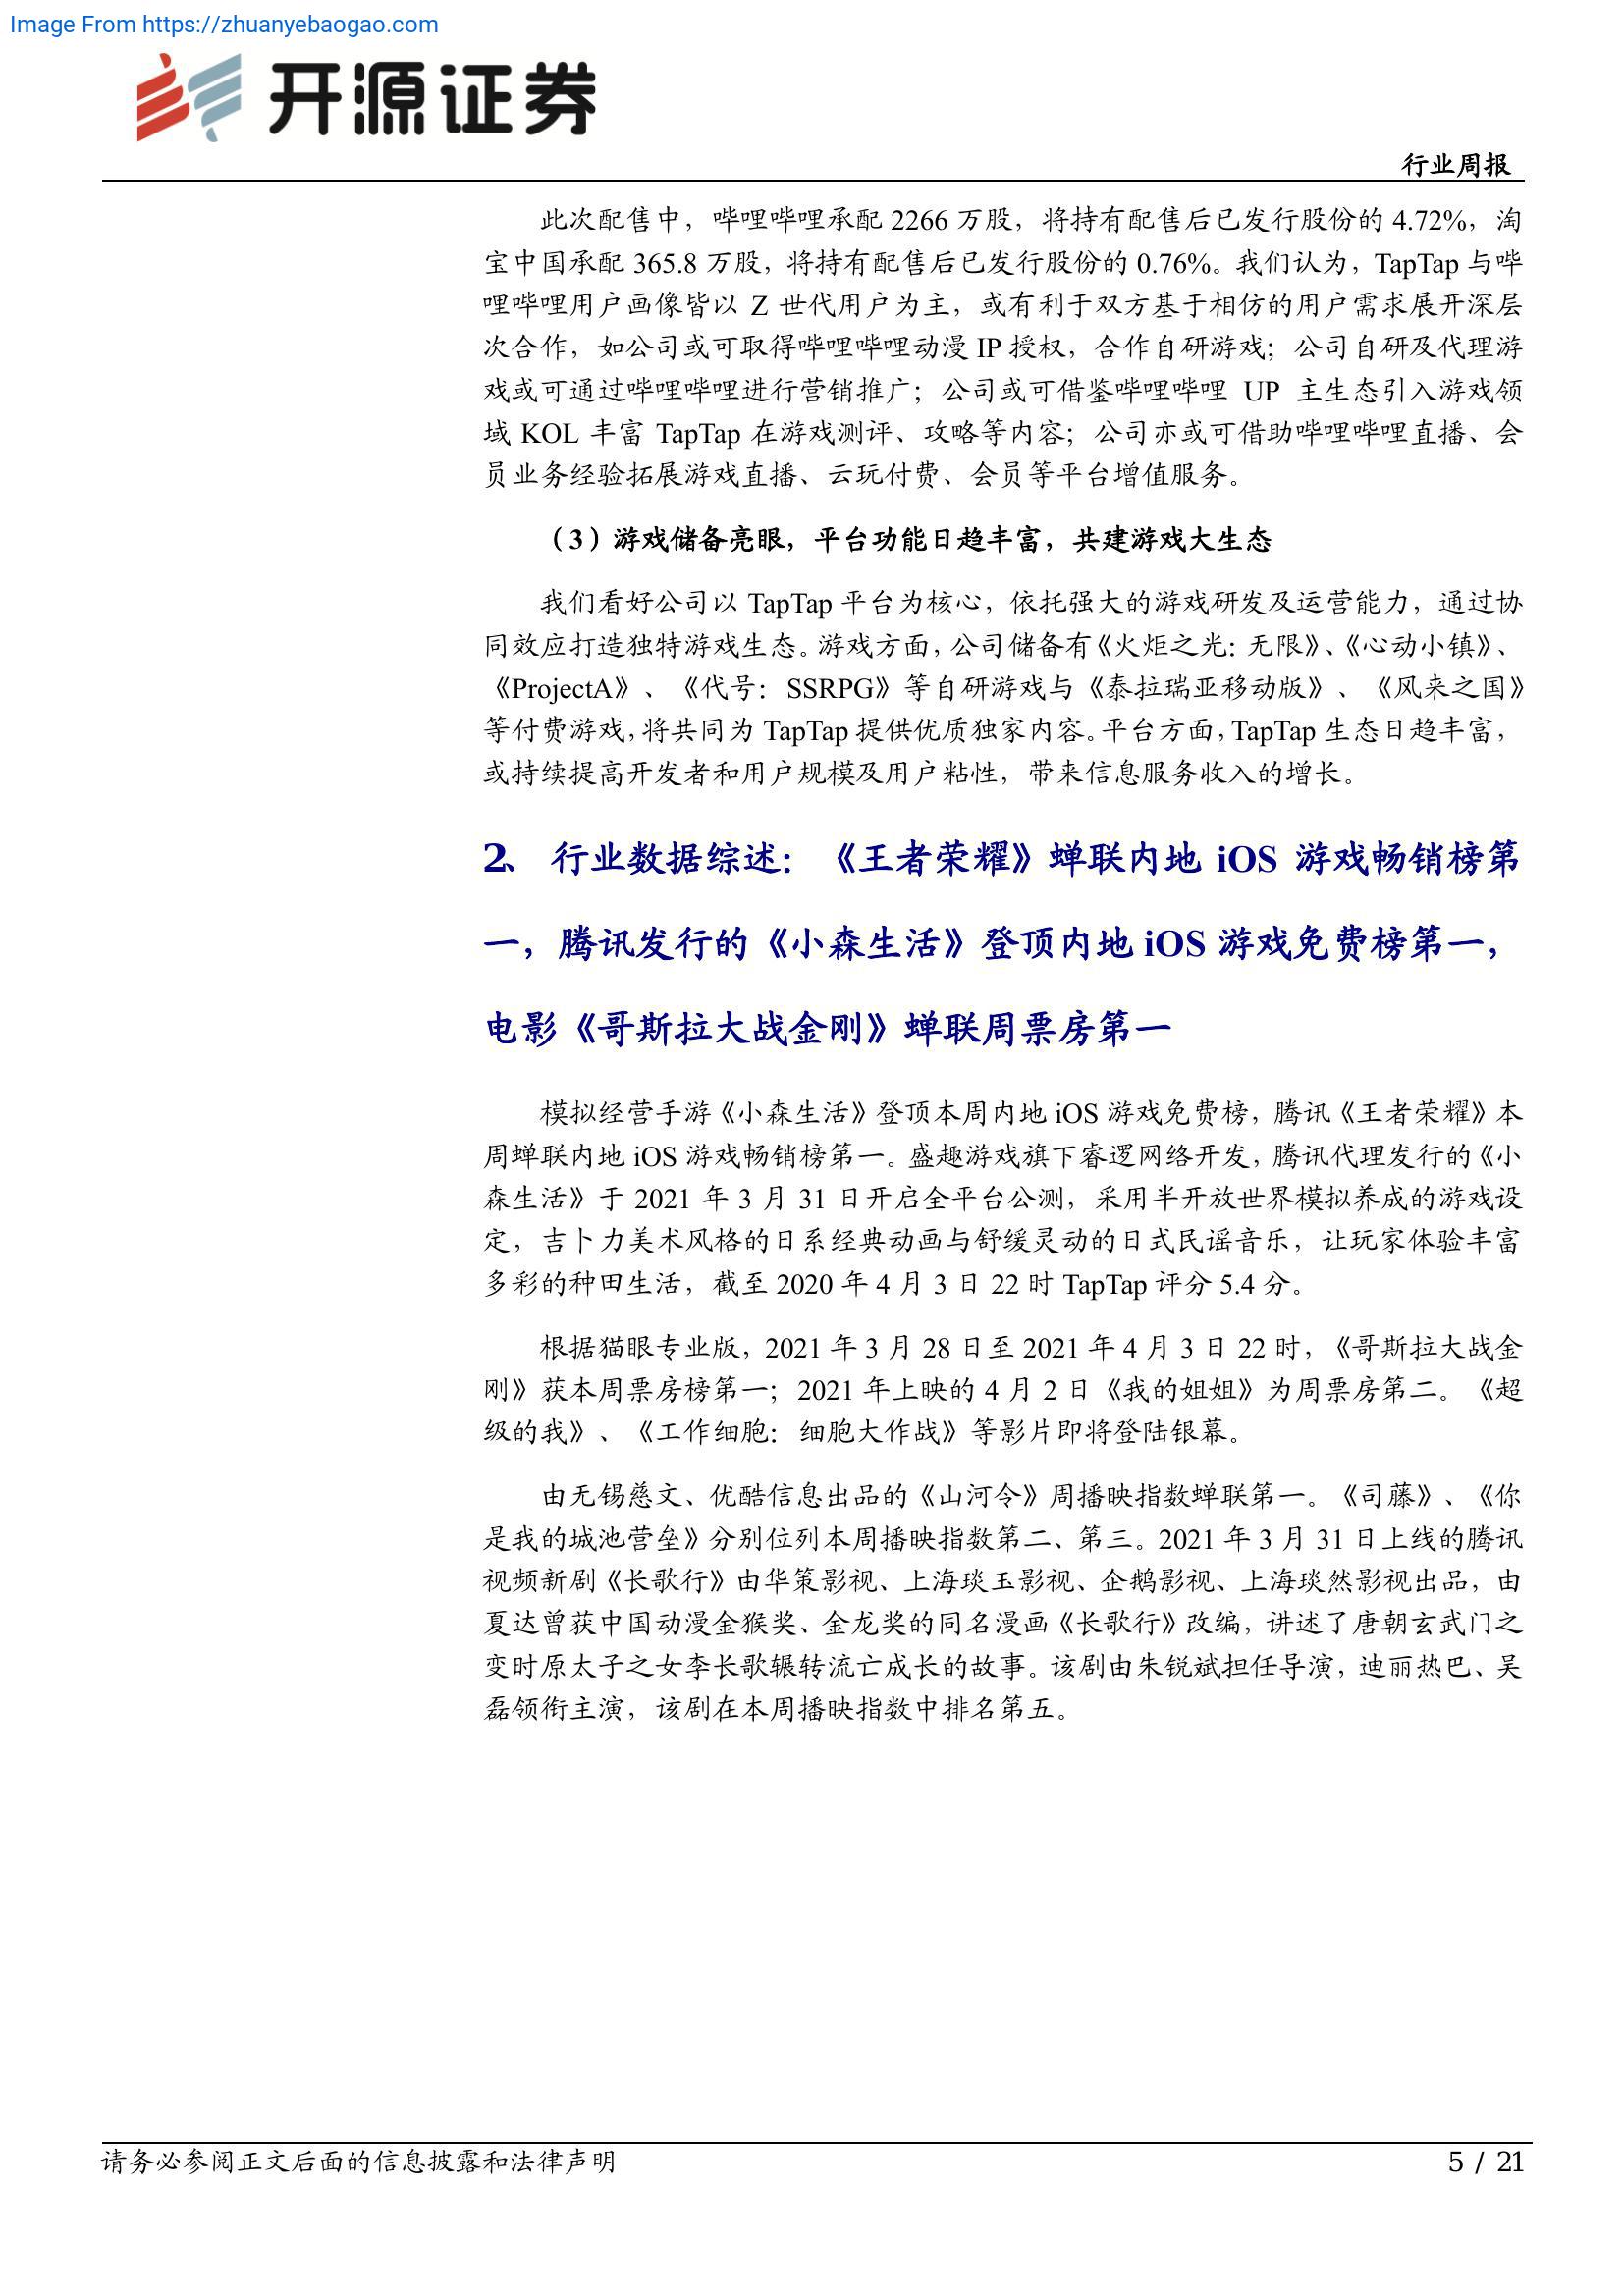 Image From https://zhuanyebaogao.com
开源证券
行业周报
此次配售中，哔哩哔哩承配 2266 万股，将持有配售后已发行股份的 4.72%，淘
宝中国承配 365.8 万股，将持有配售后已发行股份的 0.76%。我们认为，TapTap 与哔
哩哔哩用户画像皆以 Z 世代用户为主，或有利于双方基于相仿的用户需求展开深层
次合作，如公司或可取得哔哩哔哩动漫 IP 授权，合作自研游戏；公司自研及代理游
戏或可通过哔哩哔哩进行营销推广；公司或可借鉴哔哩哔哩 UP 主生态引入游戏领
域 KOL 丰富 TapTap 在游戏测评、攻略等内容；公司亦或可借助哔哩哔哩直播、会
员业务经验拓展游戏直播、云玩付费、会员等平台增值服务。
（3）游戏储备亮眼，平台功能日趋丰富，共建游戏大生态
我们看好公司以 TapTap 平台为核心，依托强大的游戏研发及运营能力，通过协
同效应打造独特游戏生态。游戏方面，公司储备有《火炬之光：无限》、《心动小镇》、
《ProjectA》、《代号：SSRPG》等自研游戏与《泰拉瑞亚移动版》、《风来之国》
等付费游戏，将共同为 TapTap 提供优质独家内容。平台方面，TapTap 生态日趋丰富，
或持续提高开发者和用户规模及用户粘性，带来信息服务收入的增长。
2、 行业数据综述：《王者荣耀》蝉联内地 iOS 游戏畅销榜第
一，腾讯发行的《小森生活》登顶内地 iOS 游戏免费榜第一，
电影《哥斯拉大战金刚》蝉联周票房第一
模拟经营手游《小森生活》登顶本周内地 iOS 游戏免费榜，腾讯《王者荣耀》本
周蝉联内地 iOS 游戏畅销榜第一。盛趣游戏旗下睿逻网络开发，腾讯代理发行的《小
森生活》于 2021 年 3 月 31 日开启全平台公测，采用半开放世界模拟养成的游戏设
定，吉卜力美术风格的日系经典动画与舒缓灵动的日式民谣音乐，让玩家体验丰富
多彩的种田生活，截至 2020 年 4 月 3 日 22 时 TapTap 评分 5.4 分。
根据猫眼专业版，2021 年 3 月 28 日至 2021 年 4 月 3 日 22 时，《哥斯拉大战金
刚》获本周票房榜第一；2021 年上映的 4 月 2 日《我的姐姐》为周票房第二。《超
级的我》、《工作细胞：细胞大作战》等影片即将登陆银幕。
由无锡慈文、优酷信息出品的《山河令》周播映指数蝉联第一。《司藤》、《你
是我的城池营垒》分别位列本周播映指数第二、第三。2021 年 3 月 31 日上线的腾讯
视频新剧《长歌行》由华策影视、上海琰玉影视、企鹅影视、上海琰然影视出品，由
夏达曾获中国动漫金猴奖、金龙奖的同名漫画《长歌行》改编，讲述了唐朝玄武门之
变时原太子之女李长歌辗转流亡成长的故事。该剧由朱锐斌担任导演，迪丽热巴、吴
磊领衔主演，该剧在本周播映指数中排名第五。
请务必参阅正文后面的信息披露和法律声明
5 / 21